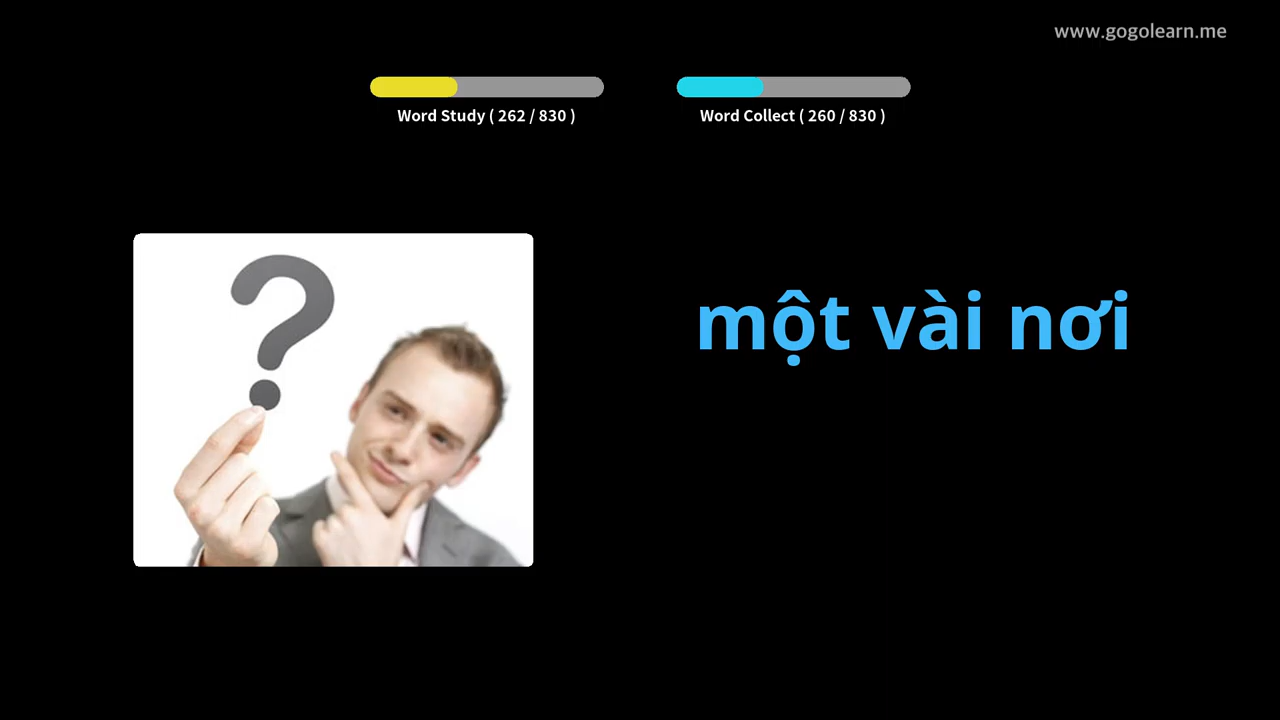 www.gogolearn.me
Word Study ( 262 / 830 )
Word Collect ( 260 / 830 )
?
một vài nơi